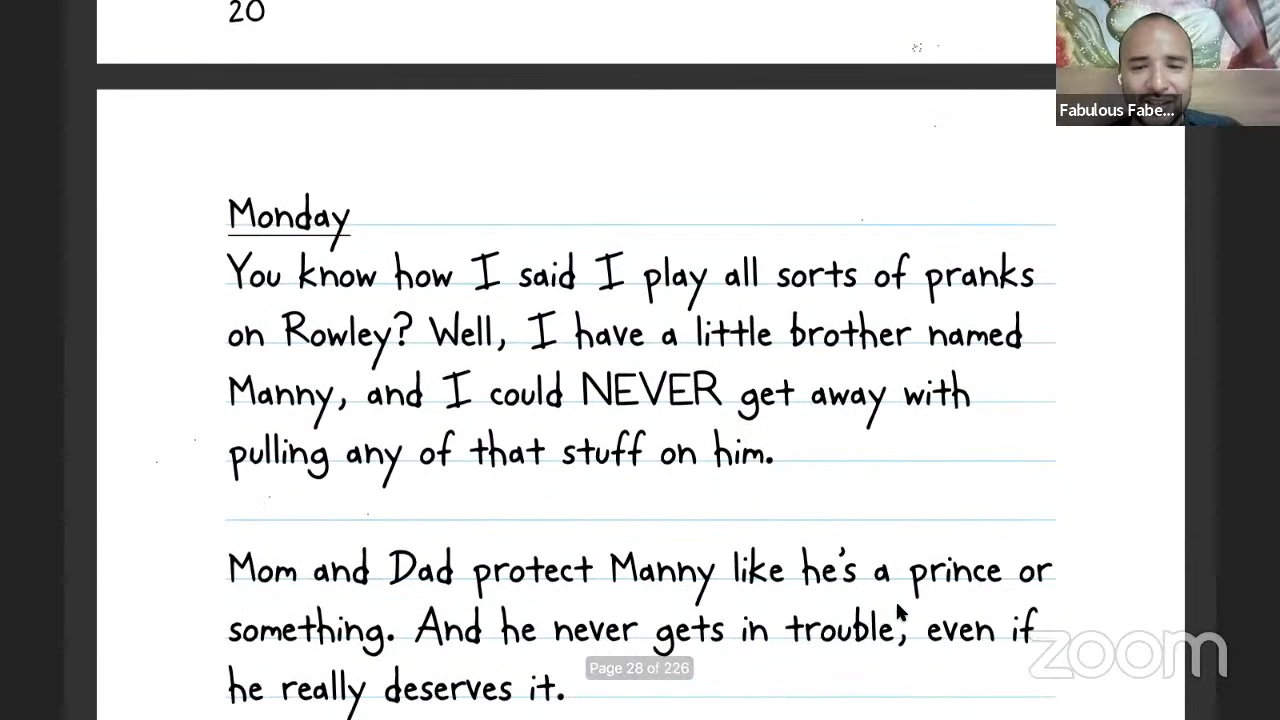 20
Fabulous Fabe...
Monday
You know how I said I play all sorts of pranks
on Rowley? Well, I have a little brother named
Manny, and I could NEVER get away with
pulling any of that stuff on him.
Mom and Dad protect Manny like he's a prince or
something. And he never gets in trouble, even if
he really deserves it.
Page 28 of 226
zoom